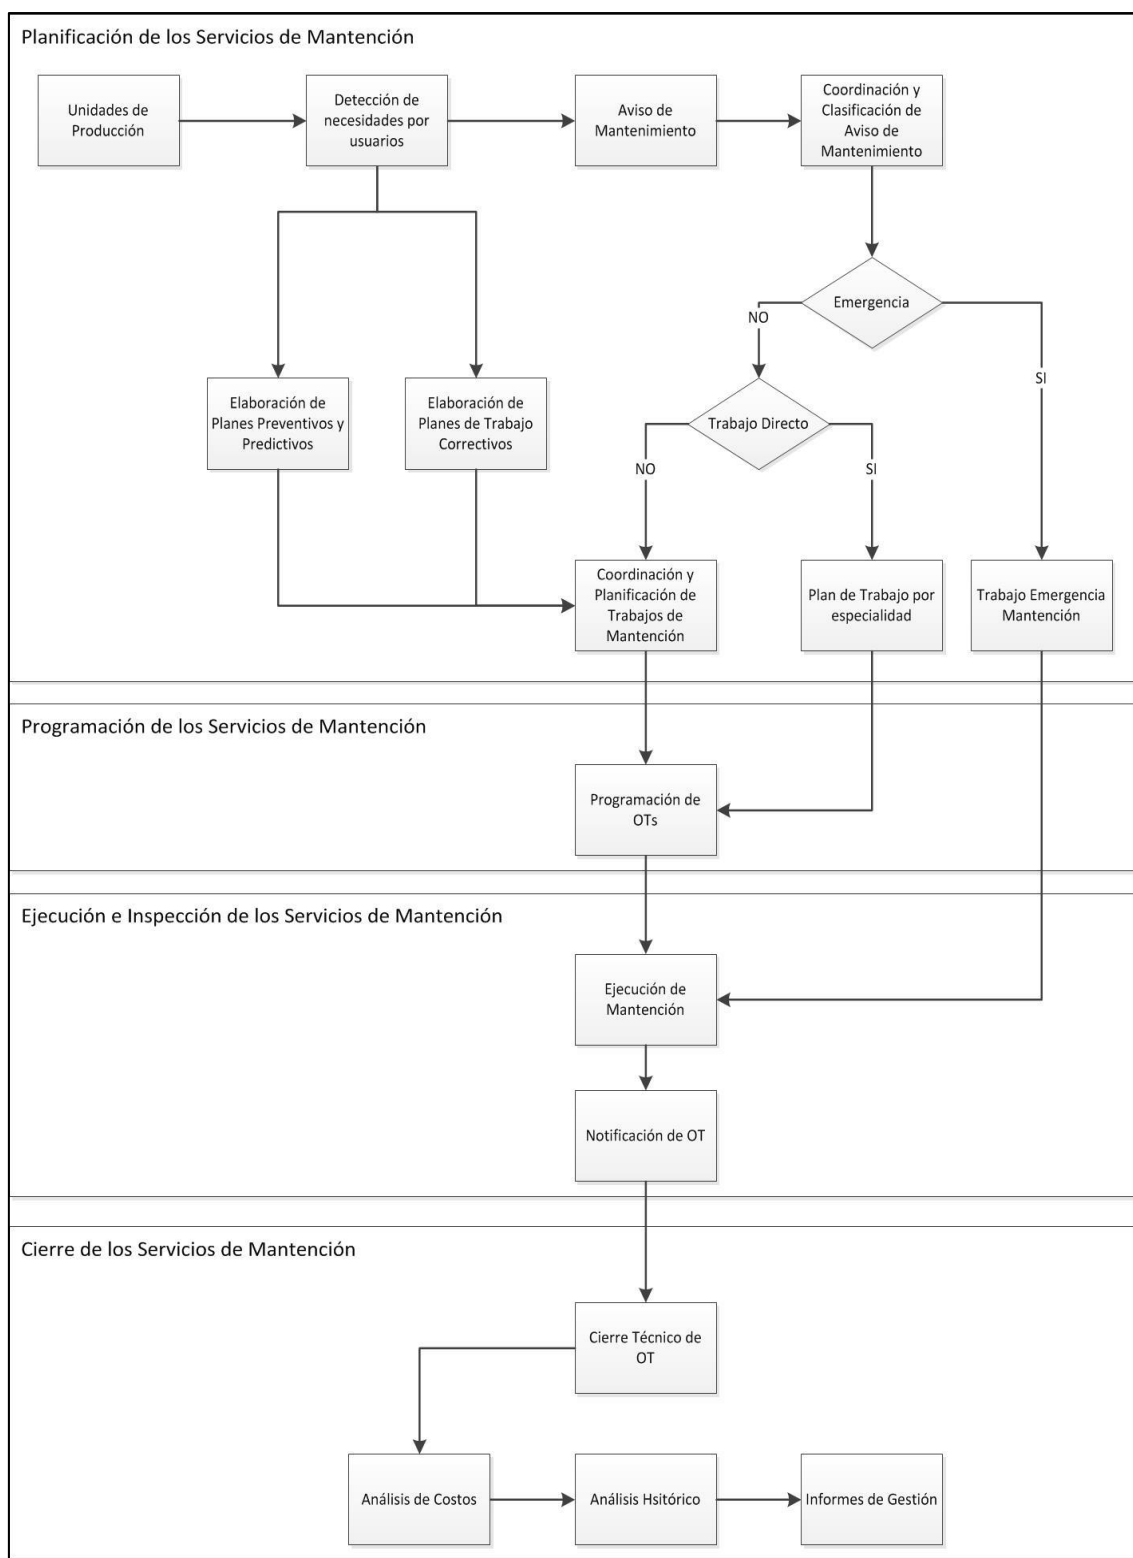 Planificación de los Servicios de Mantención
Unidades de
Producción
Detección de
necesidades por
usuarios
Aviso de
Mantenimiento
Coordinación y
Clasificación de
Aviso de
Mantenimiento
Emergencia
NO
SI
Elaboración de
Planes Preventivos y
Predictivos
Elaboración de
Planes de Trabajo
Correctivos
Trabajo Directo
NO
SI
Coordinación y
Planificación de
Trabajos de
Mantención
Plan de Trabajo por
especialidad
Trabajo Emergencia
Mantención
Programación de los Servicios de Mantención
Programación de
OTs
Ejecución e Inspección de los Servicios de Mantención
Ejecución de
Mantención
Notificación de OT
Cierre de los Servicios de Mantención
Cierre Técnico de
OT
Análisis de Costos
Análisis Hsitórico
Informes de Gestión